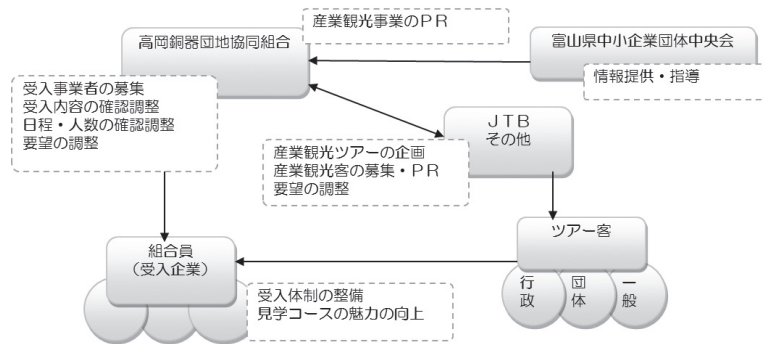 産業観光事業のＰＲ
高岡銅器団地協同組合
富山県中小企業団体中央会
情報提供・指導
受入事業者の募集
受入内容の確認調整
日程・人数の確認調整
要望の調整
ＪＴＢ
その他
産業観光ツアーの企画
産業観光客の募集・ＰＲ
要望の調整
組合員
（受入企業）
ツアー客
行政
団体
一般
受入体制の整備
見学コースの魅力の向上